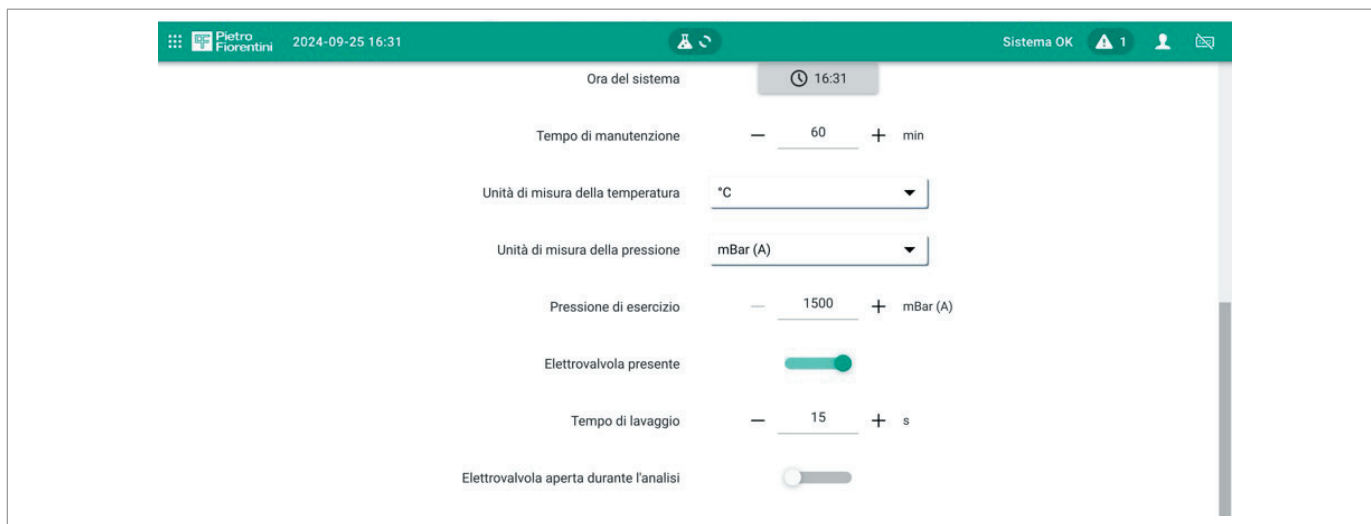 Pietro
Fiorentini
2024-09-25 16:31
Sistema OK
1
Ora del sistema
16:31
Tempo di manutenzione
60
min
Unità di misura della temperatura
°C
Unità di misura della pressione
mBar (A)
Pressione di esercizio
1500
mBar (A)
Elettrovalvola presente
Tempo di lavaggio
15
s
Elettrovalvola aperta durante l'analisi